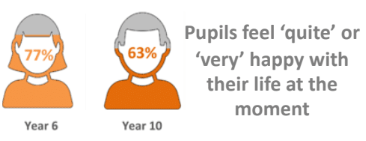 77%
63%
Year 6
Year 10
Pupils feel ‘quite’ or
‘very’ happy with
their life at the
moment